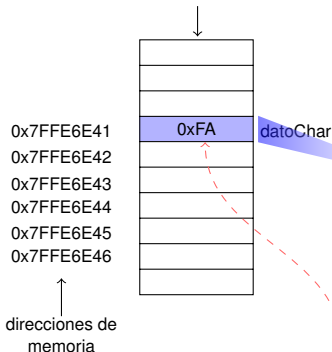 0x7FFE6E41 0xFA datoChar
0x7FFE6E42
0x7FFE6E43
0x7FFE6E44
0x7FFE6E45
0x7FFE6E46
direcciones de
memoria